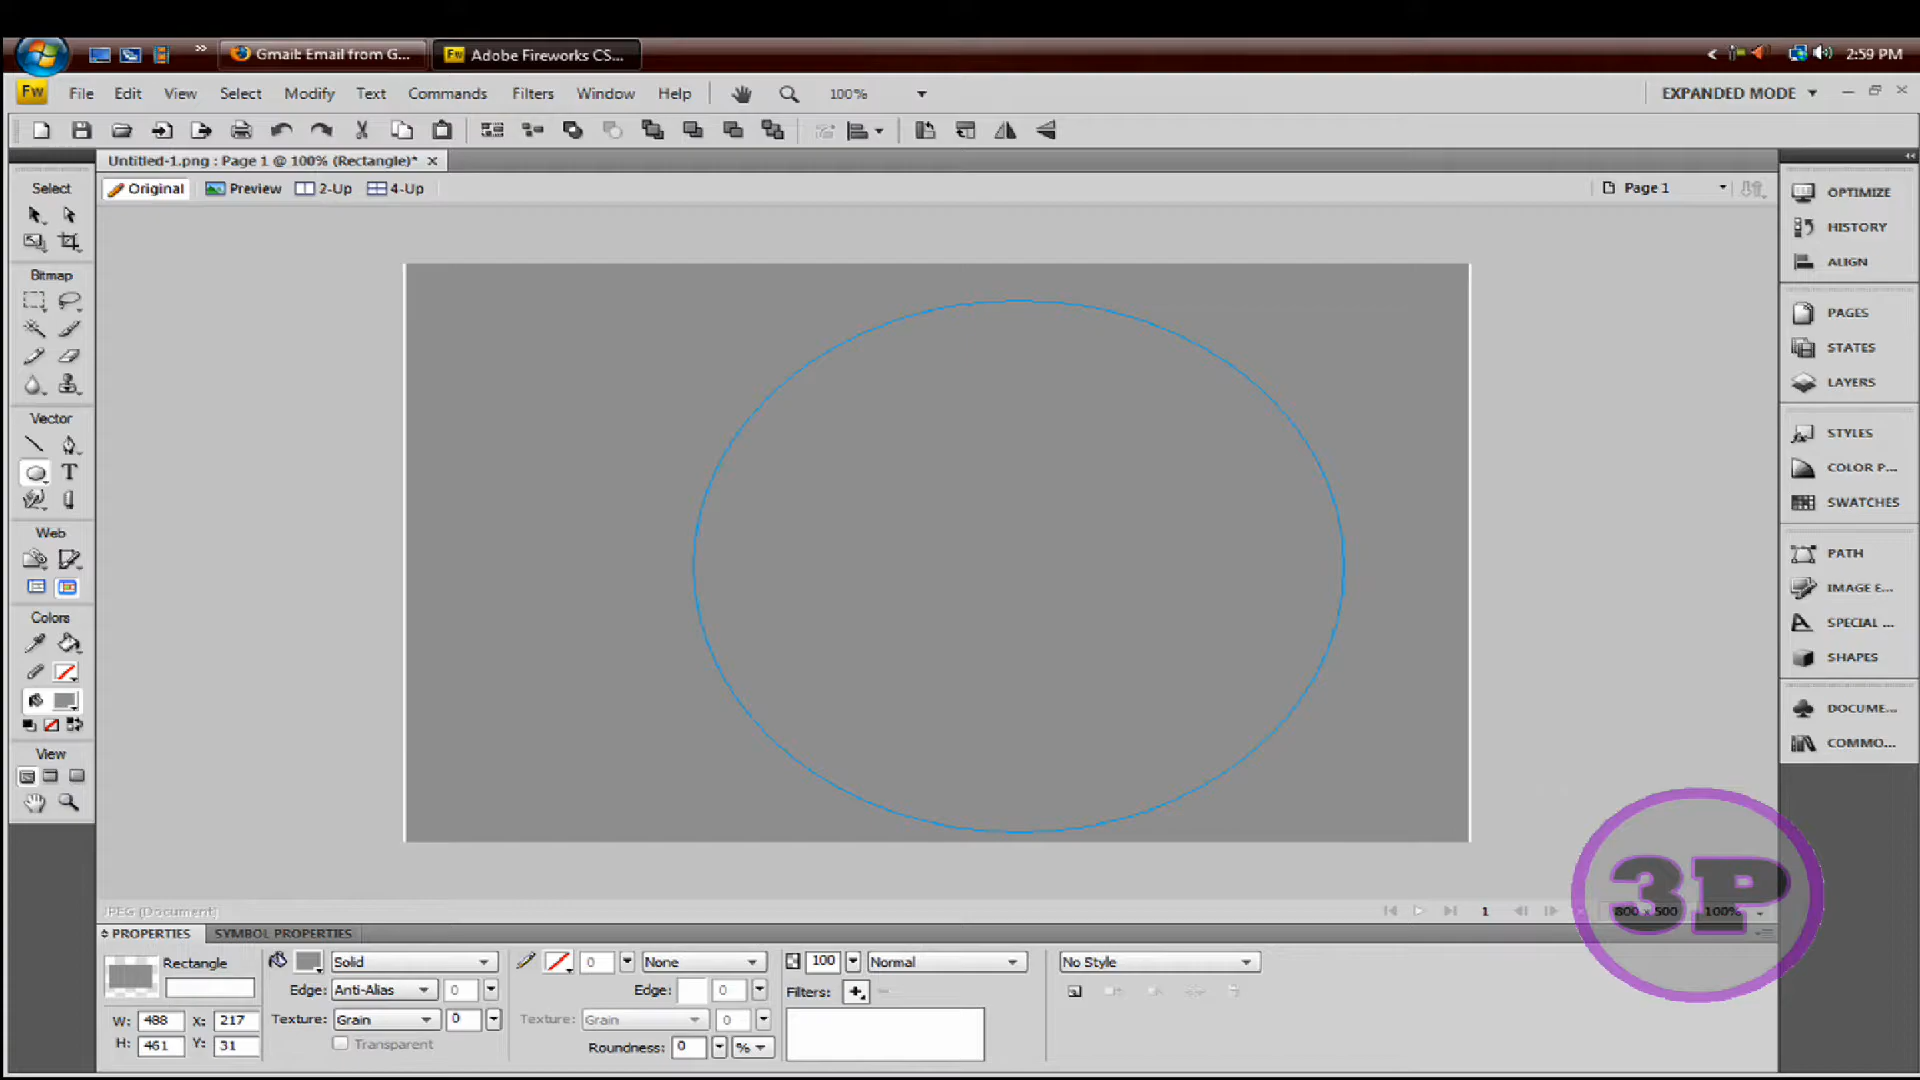 Gmail: Email from G...
Fw Adobe Fireworks CS...
2:59 PM
Fw File Edit View Select Modify Text Commands Filters Window Help 100% EXPANDED MODE
Untitled-1.png : Page 1 @ 100% (Rectangle)*
Original Preview 2-Up 4-Up Page 1
Select
Bitmap
Vector
T
Web
Colors
View
OPTIMIZE
HISTORY
ALIGN
PAGES
STATES
LAYERS
STYLES
COLOR P...
SWATCHES
PATH
IMAGE E...
SPECIAL ...
SHAPES
DOCUME...
COMMO...
3P
JPEG (Document) 1 800 x 500 100%
PROPERTIES SYMBOL PROPERTIES
Rectangle Solid 0 None 100 Normal No Style
Edge: Anti-Alias 0 Edge: 0 Filters:
W: 488 X: 217 Texture: Grain 0 Texture: Grain 0
H: 461 Y: 31 Transparent Roundness: 0 %